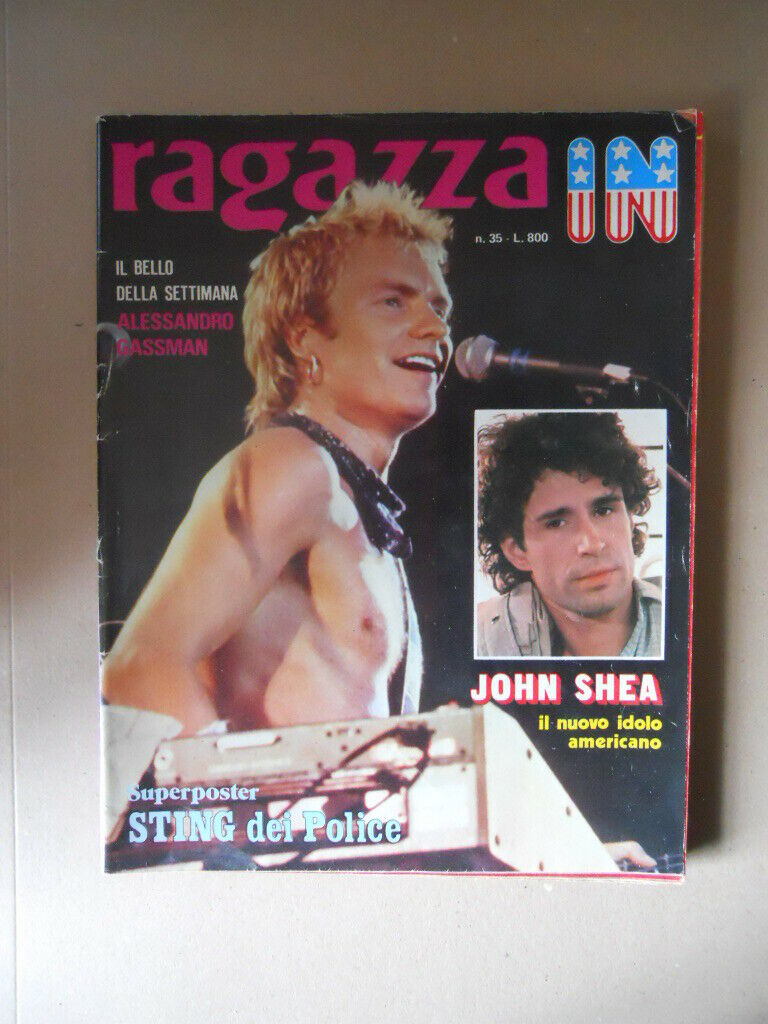 ragazza IN
n. 35 - L. 800
IL BELLO
DELLA SETTIMANA
ALESSANDRO
GASSMAN
JOHN SHEA
il nuovo idolo
americano
Superposter
STING dei Police